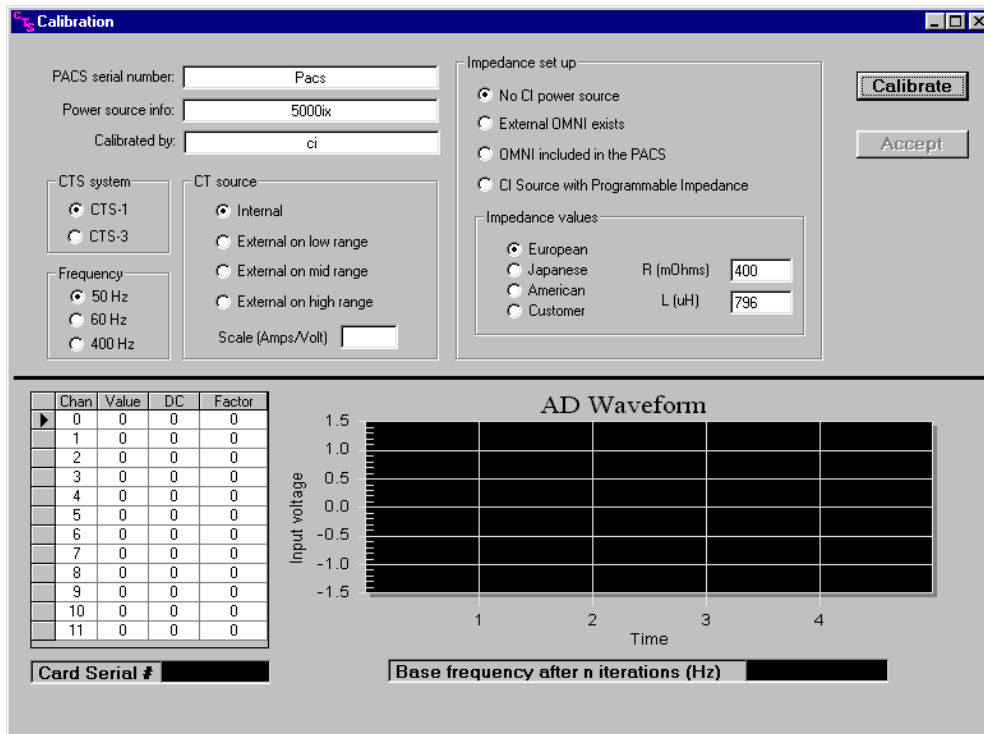 CTS Calibration
PACS serial number: Pacs
Power source info: 5000ix
Calibrated by: ci
CTS system
CTS-1
CTS-3
Frequency
50 Hz
60 Hz
400 Hz
CT source
Internal
External on low range
External on mid range
External on high range
Scale (Amps/Volt)
Impedance set up
No CI power source
External OMNI exists
OMNI included in the PACS
CI Source with Programmable Impedance
Impedance values
European
Japanese
American
Customer
R (mOhms) 400
L (uH) 796
Calibrate
Accept
Chan Value DC Factor
0 0 0 0
1 0 0 0
2 0 0 0
3 0 0 0
4 0 0 0
5 0 0 0
6 0 0 0
7 0 0 0
8 0 0 0
9 0 0 0
10 0 0 0
11 0 0 0
Card Serial #
AD Waveform
Input voltage
1.5
1.0
0.5
0.0
-0.5
-1.0
-1.5
1 2 3 4
Time
Base frequency after n iterations (Hz)